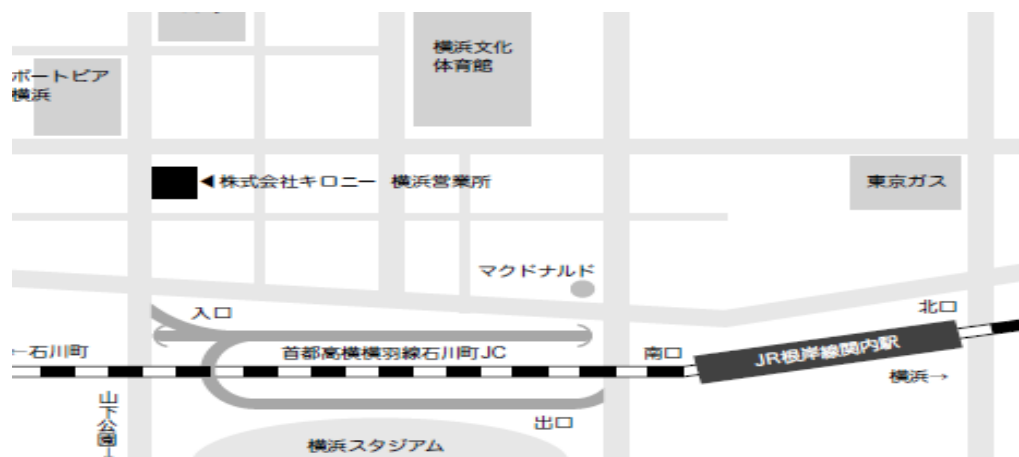 横浜文化
体育館
ポートピア
横浜
◀株式会社キロニー 横浜営業所
東京ガス
マクドナルド
入口
北口
←石川町
首都高横横羽線石川町JC
南口
JR根岸線関内駅
横浜→
山下公園
出口
横浜スタジアム